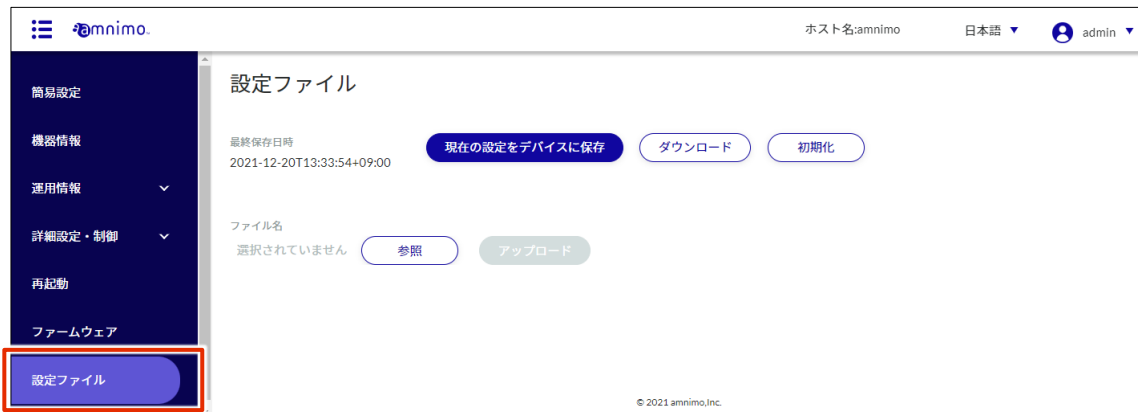 amnimo
ホスト名:amnimo
日本語
admin
簡易設定
機器情報
運用情報
詳細設定・制御
再起動
ファームウェア
設定ファイル
設定ファイル
最終保存日時
2021-12-20T13:33:54+09:00
現在の設定をデバイスに保存
ダウンロード
初期化
ファイル名
選択されていません
参照
アップロード
© 2021 amnimo,Inc.